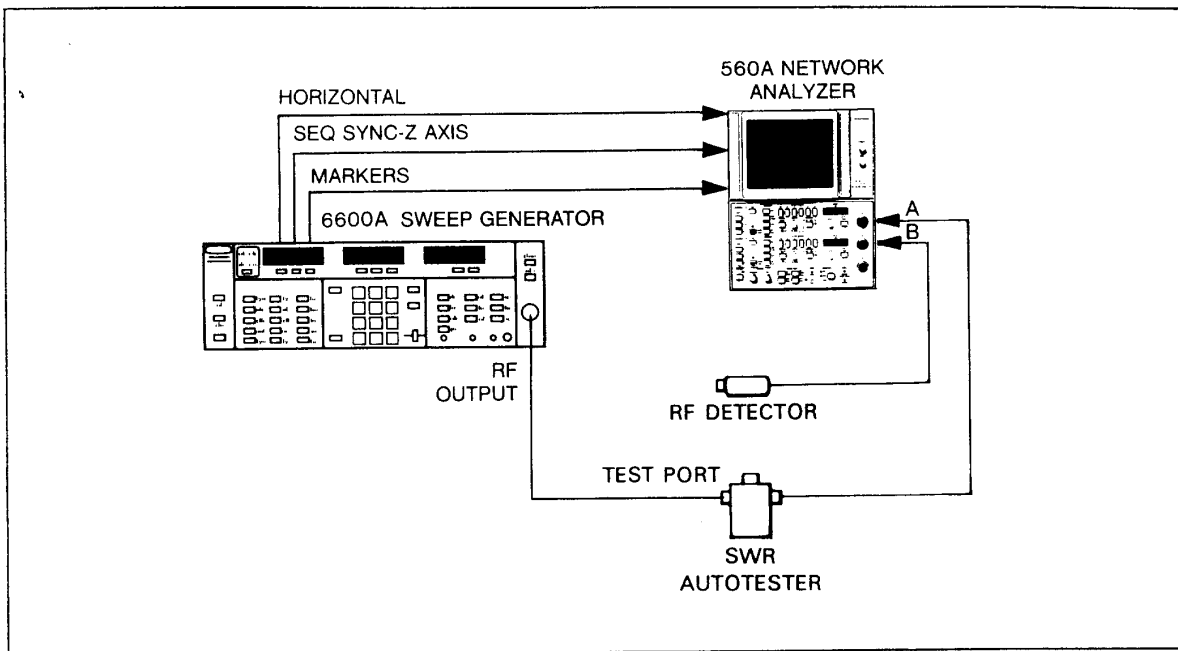 560A NETWORK
ANALYZER
HORIZONTAL
SEQ SYNC-Z AXIS
MARKERS
6600A SWEEP GENERATOR
A
B
RF
OUTPUT
RF DETECTOR
TEST PORT
SWR
AUTOTESTER